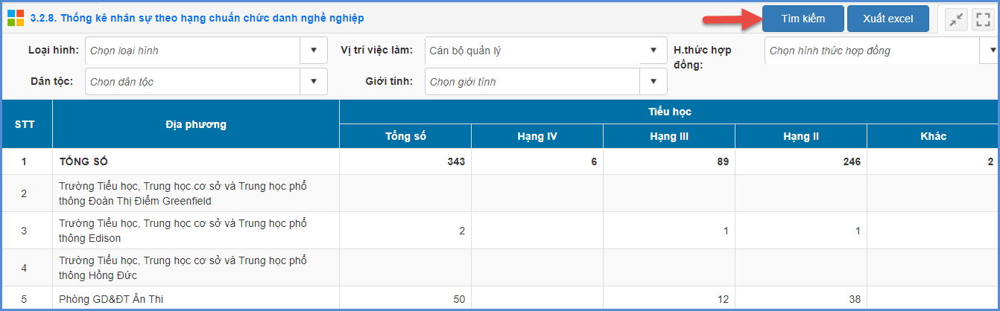 3.2.8. Thống kê nhân sự theo hạng chuẩn chức danh nghề nghiệp
Tìm kiếm
Xuất excel
Loại hình: Chọn loại hình
Vị trí việc làm: Cán bộ quản lý
H.thức hợp
đồng: Chọn hình thức hợp đồng
Dân tộc: Chọn dân tộc
Giới tính: Chọn giới tính
STT Địa phương Tiểu học
Tổng số Hạng IV Hạng III Hạng II Khác
1 TỔNG SỐ 343 6 89 246 2
2 Trường Tiểu học, Trung học cơ sở và Trung học phổ
thông Đoàn Thị Điểm Greenfield
3 Trường Tiểu học, Trung học cơ sở và Trung học phổ
thông Edison 2 1 1
4 Trường Tiểu học, Trung học cơ sở và Trung học phổ
thông Hồng Đức
5 Phòng GD&ĐT Ân Thi 50 12 38